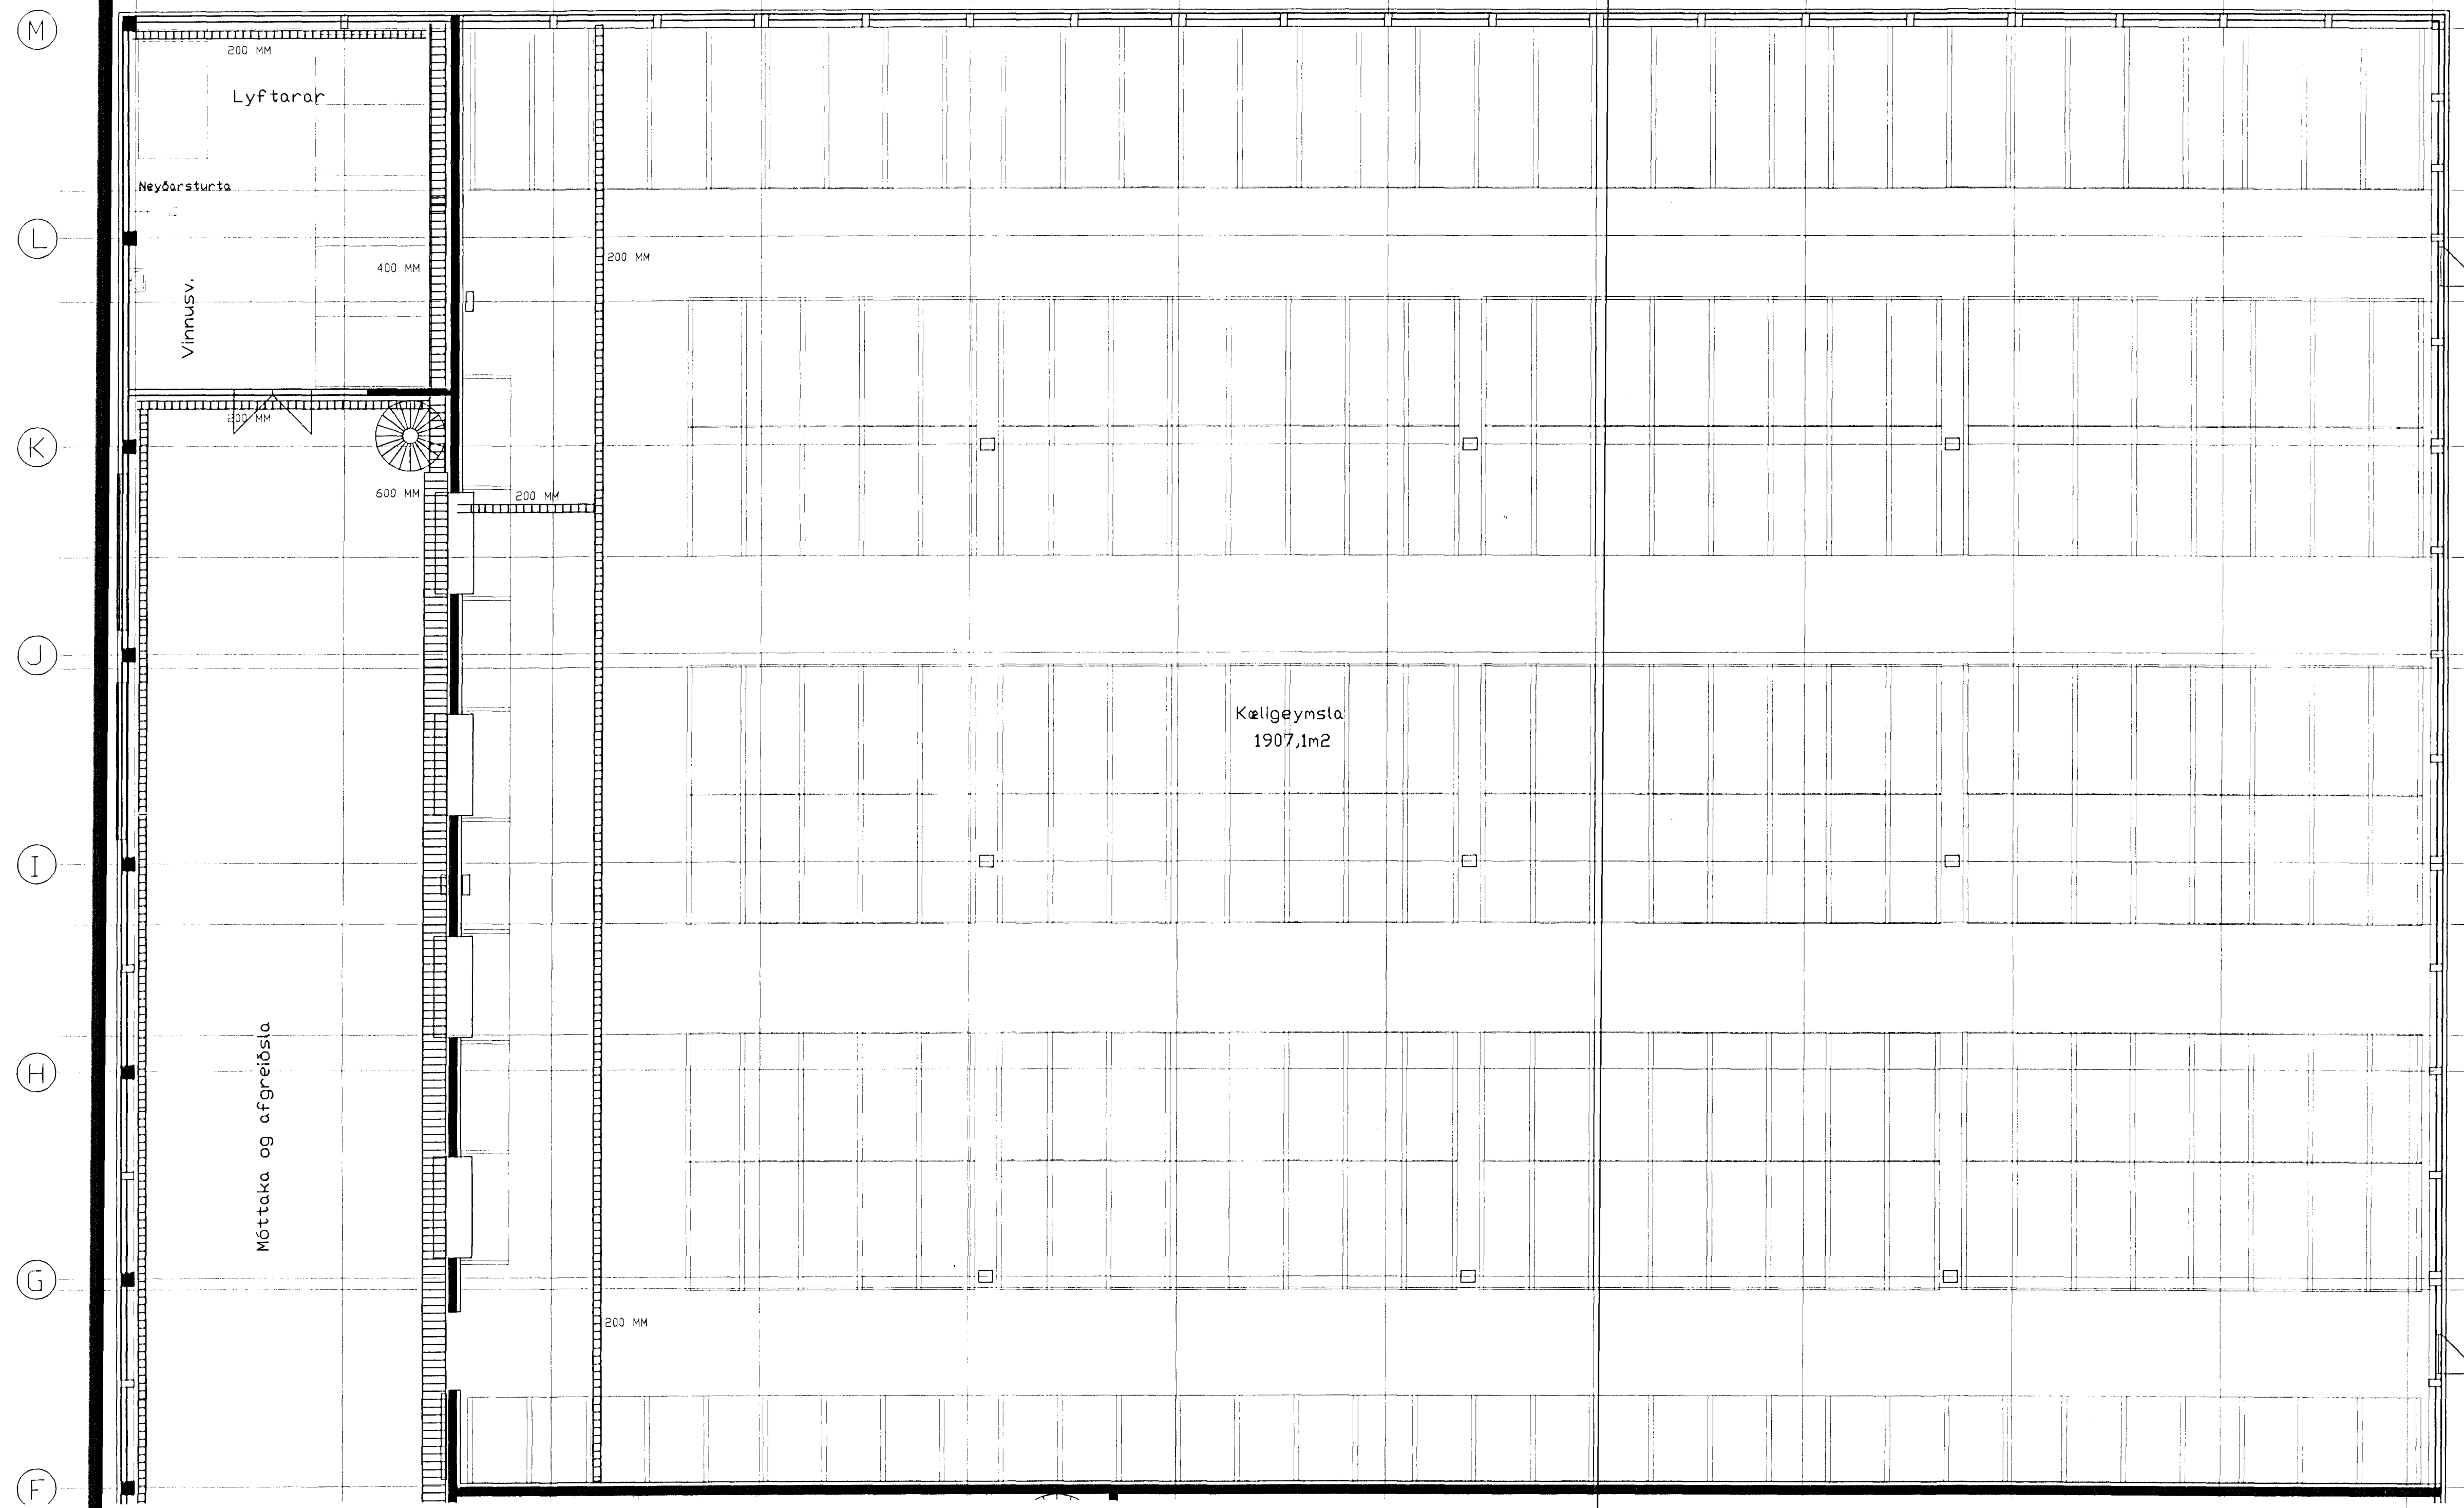 M
200 MM
Lyftarar
Neyðarsturta
L
200 MM
400 MM
Vinnusv.
200 MM
K
600 MM
200 MM
J
Kæligeymsla
1907,1m2
I
Móttaka og afgreiðsla
H
G
200 MM
F